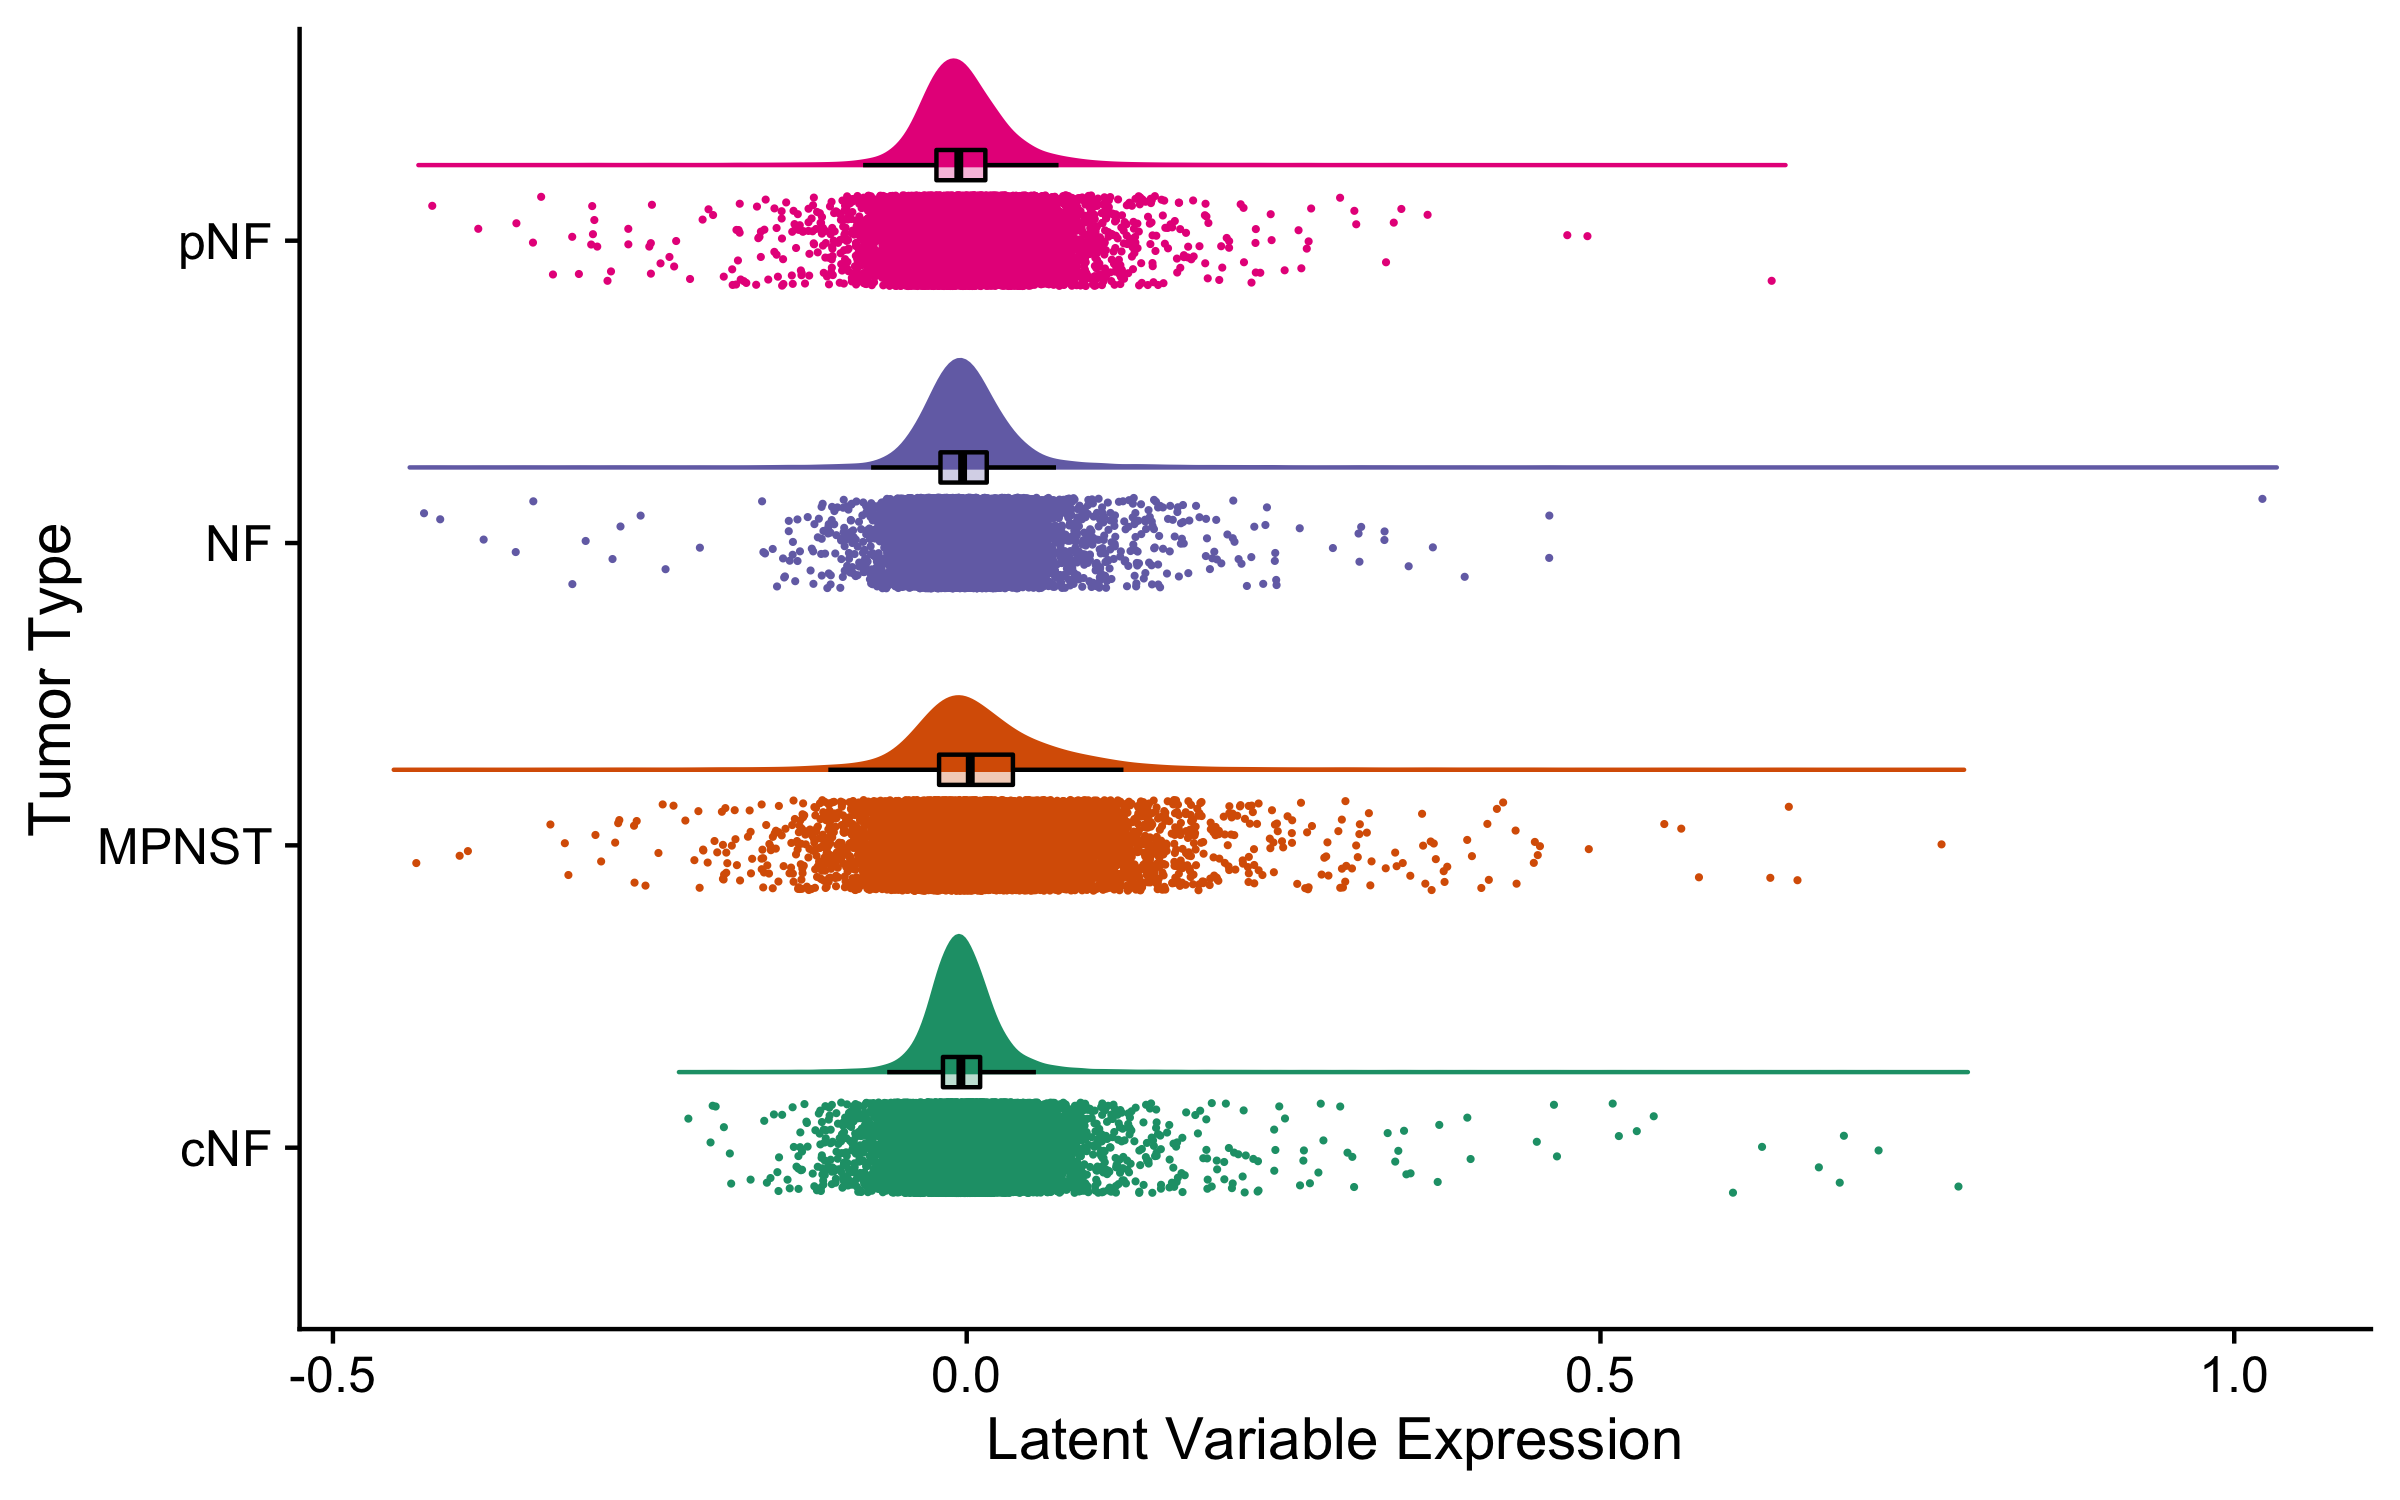 pNF
NF
MPNST
cNF
Tumor Type
-0.5
0.0
0.5
1.0
Latent Variable Expression